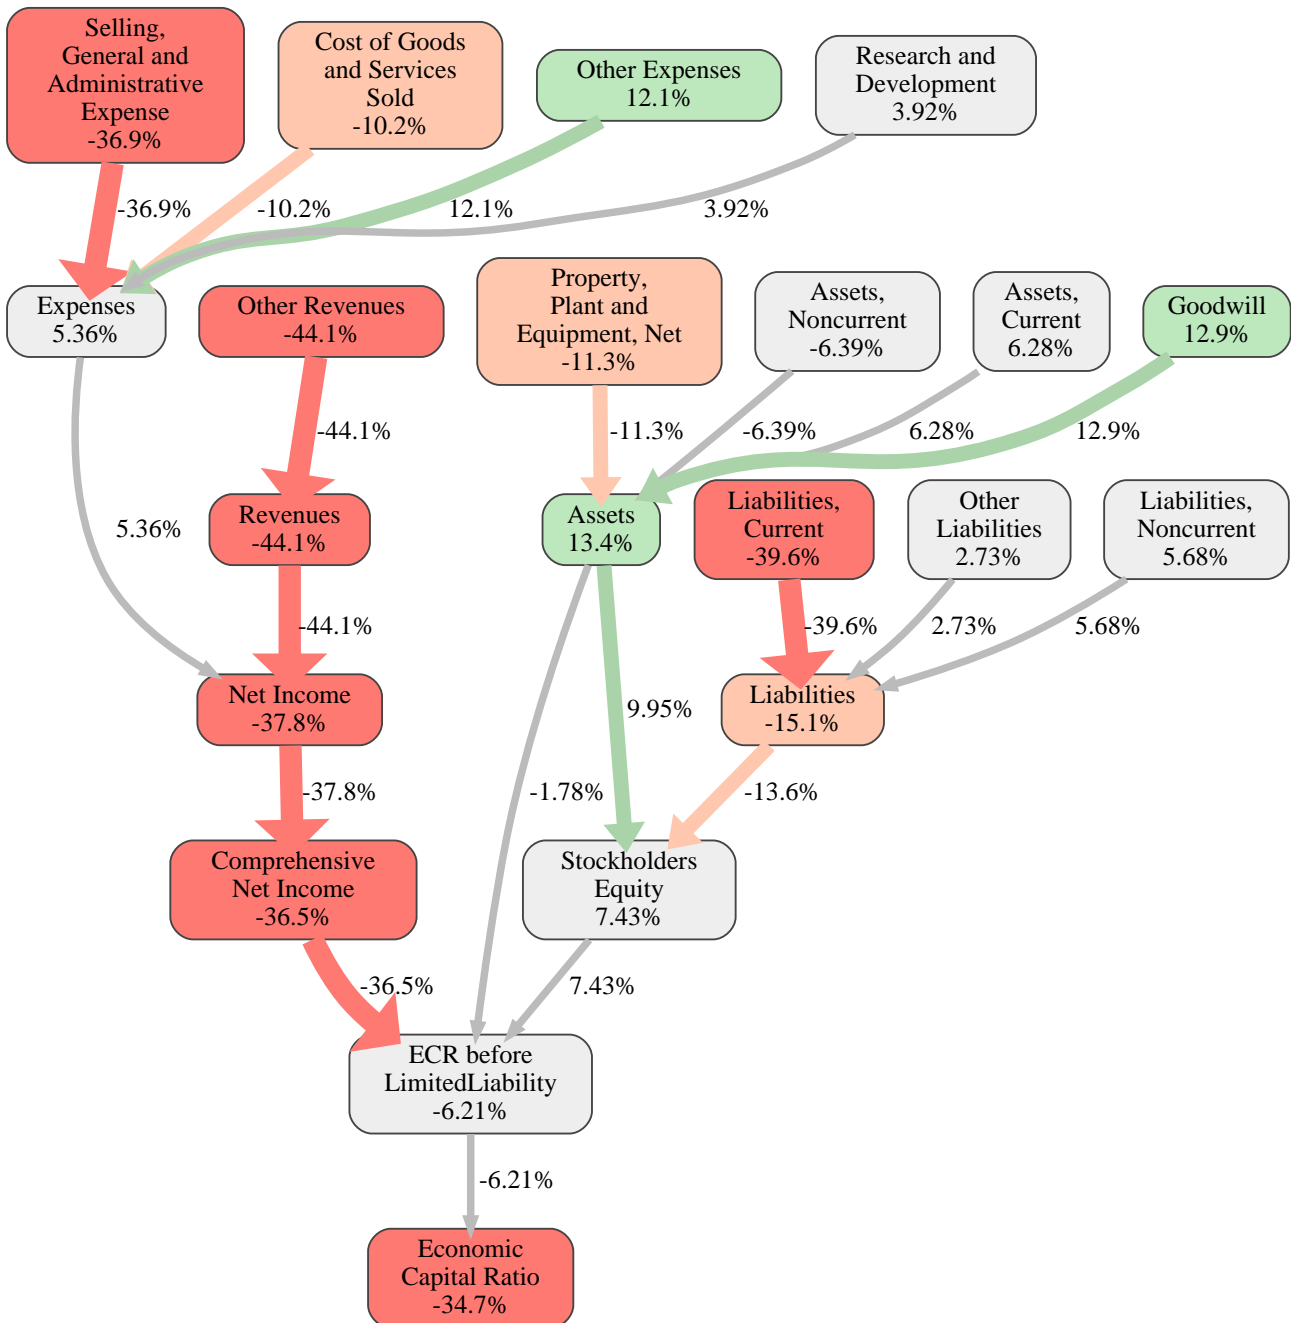 Selling,
General and
Administrative
Expense
-36.9%
Cost of Goods
and Services
Sold
-10.2%
Other Expenses
12.1%
Research and
Development
3.92%
-36.9%
-10.2%
12.1%
3.92%
Expenses
5.36%
Other Revenues
-44.1%
Property,
Plant and
Equipment, Net
-11.3%
Assets,
Noncurrent
-6.39%
Assets,
Current
6.28%
Goodwill
12.9%
-44.1%
-11.3%
-6.39%
6.28%
12.9%
5.36%
Revenues
-44.1%
Assets
13.4%
Liabilities,
Current
-39.6%
Other
Liabilities
2.73%
Liabilities,
Noncurrent
5.68%
-44.1%
-39.6%
2.73%
5.68%
Net Income
-37.8%
9.95%
Liabilities
-15.1%
-37.8%
-1.78%
-13.6%
Comprehensive
Net Income
-36.5%
Stockholders
Equity
7.43%
-36.5%
7.43%
ECR before
LimitedLiability
-6.21%
-6.21%
Economic
Capital Ratio
-34.7%